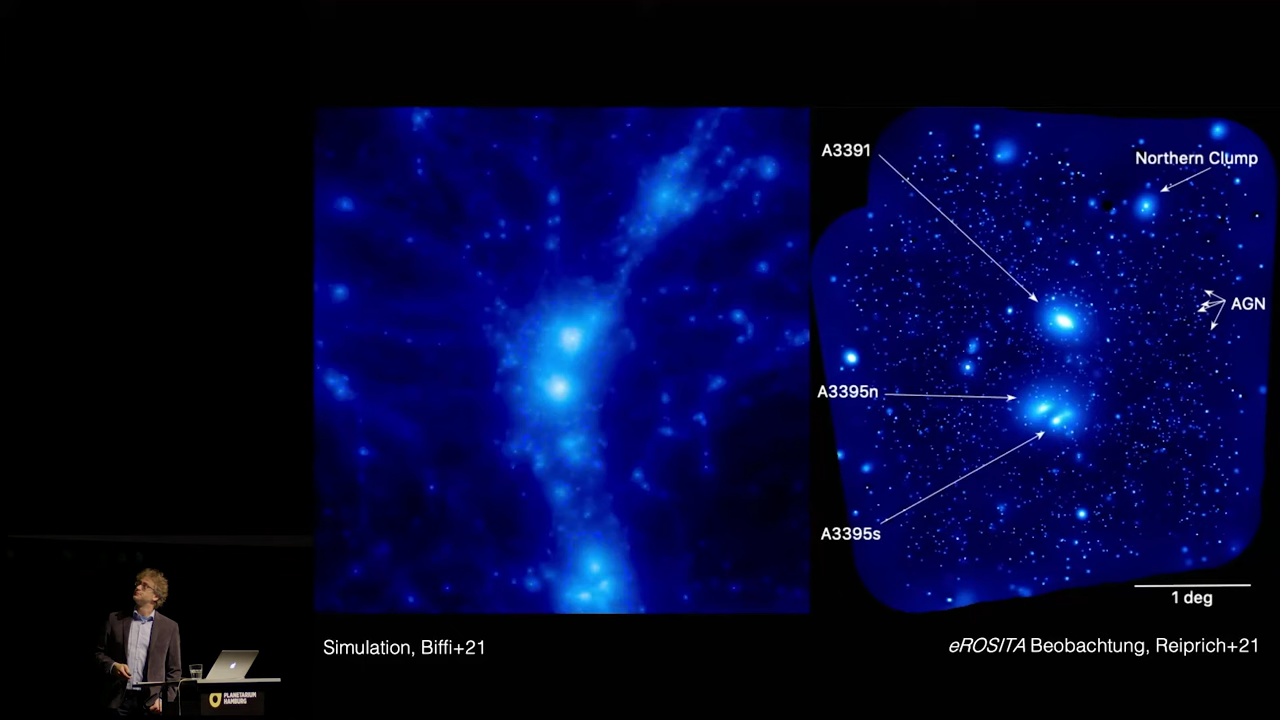 A3391
Northern Clump
AGN
A3395n
A3395s
1 deg
Simulation, Biffi+21
eROSITA Beobachtung, Reiprich+21
PLANETARIUM
HAMBURG